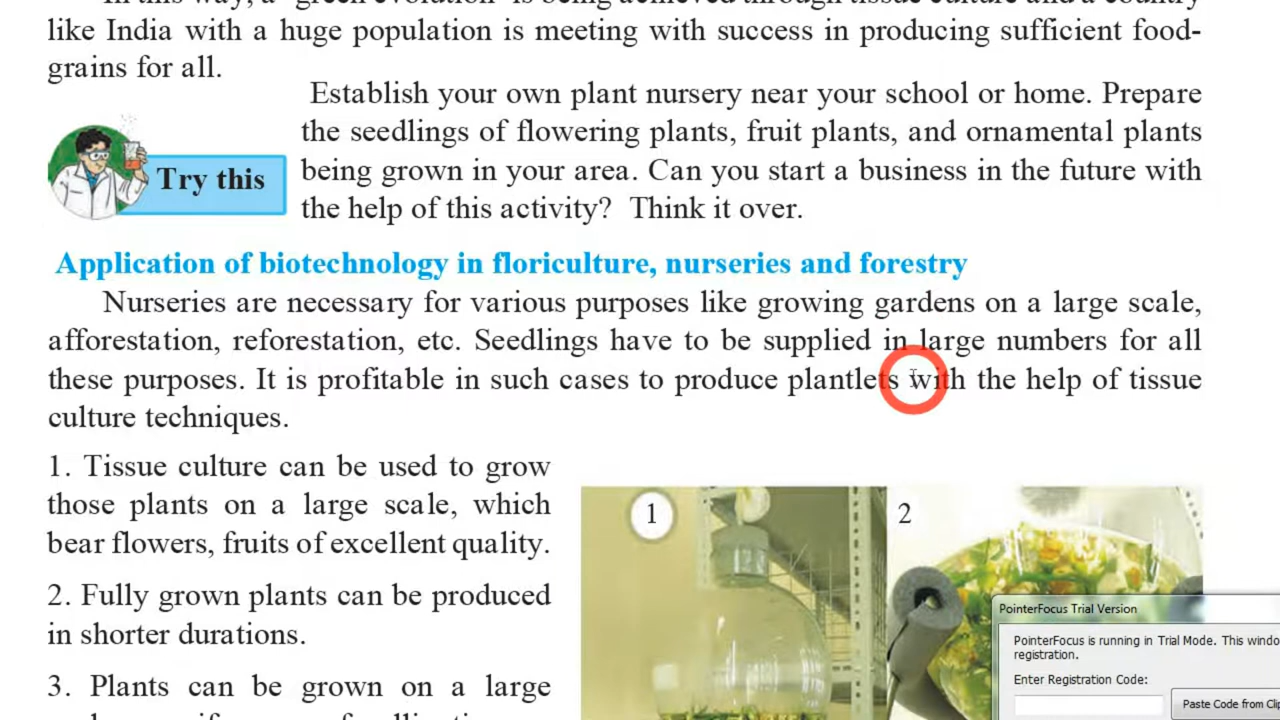 like India with a huge population is meeting with success in producing sufficient food-
grains for all.
Establish your own plant nursery near your school or home. Prepare
the seedlings of flowering plants, fruit plants, and ornamental plants
being grown in your area. Can you start a business in the future with
the help of this activity? Think it over.
Try this
Application of biotechnology in floriculture, nurseries and forestry
Nurseries are necessary for various purposes like growing gardens on a large scale,
afforestation, reforestation, etc. Seedlings have to be supplied in large numbers for all
these purposes. It is profitable in such cases to produce plantlets with the help of tissue
culture techniques.
1. Tissue culture can be used to grow
those plants on a large scale, which
bear flowers, fruits of excellent quality.
2. Fully grown plants can be produced
in shorter durations.
3. Plants can be grown on a large
1
2
PointerFocus Trial Version
PointerFocus is running in Trial Mode. This
registration.
Enter Registration Code:
Paste Code from